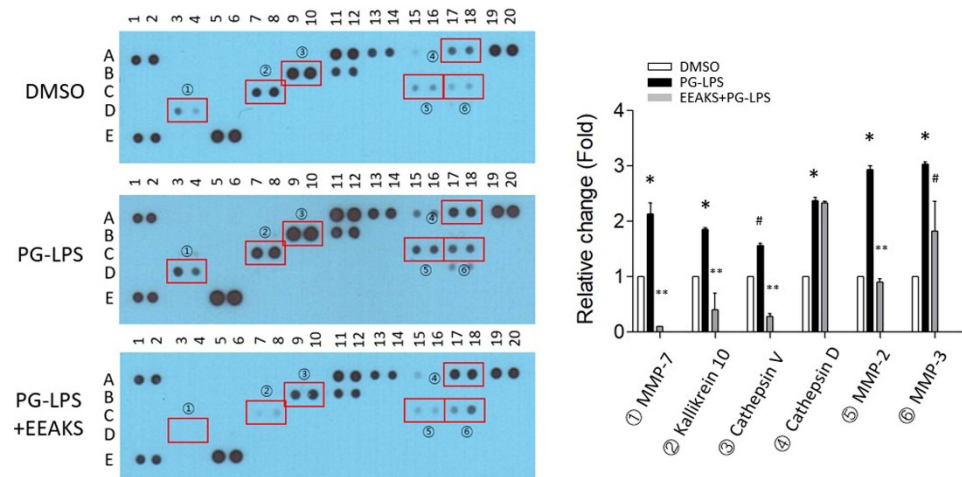 1 2 3 4 5 6 7 8 9 10 11 12 13 14 15 16 17 18 19 20
DMSO
A
B
C
D
E
① ② ③ ④ ⑤ ⑥
1 2 3 4 5 6 7 8 9 10 11 12 13 14 15 16 17 18 19 20
PG-LPS
A
B
C
D
E
① ② ③ ④ ⑤ ⑥
1 2 3 4 5 6 7 8 9 10 11 12 13 14 15 16 17 18 19 20
PG-LPS
+EEAKS
A
B
C
D
E
① ② ③ ④ ⑤ ⑥
DMSO
PG-LPS
EEAKS+PG-LPS
Relative change (Fold)
4
3
2
1
0
* ** * ** # ** * * ** * #
① MMP-7
② Kallikrein 10
③ Cathepsin V
④ Cathepsin D
⑤ MMP-2
⑥ MMP-3